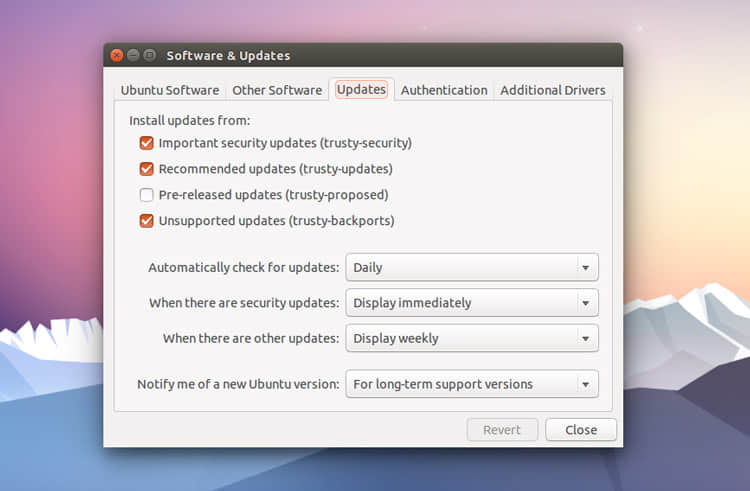 Software & Updates
Ubuntu Software Other Software Updates Authentication Additional Drivers
Install updates from:
Important security updates (trusty-security)
Recommended updates (trusty-updates)
Pre-released updates (trusty-proposed)
Unsupported updates (trusty-backports)
Automatically check for updates: Daily
When there are security updates: Display immediately
When there are other updates: Display weekly
Notify me of a new Ubuntu version: For long-term support versions
Revert Close